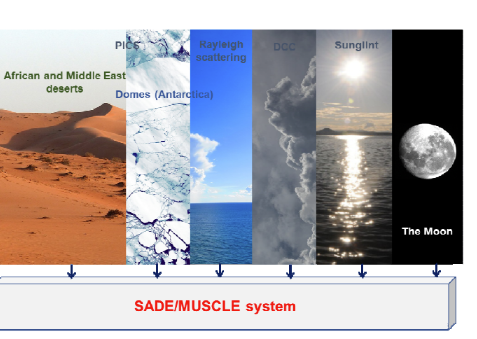 PICS
African and Middle East
deserts
Domes (Antarctica)
Rayleigh
scattering
DCC
Sunglint
The Moon
SADE/MUSCLE system